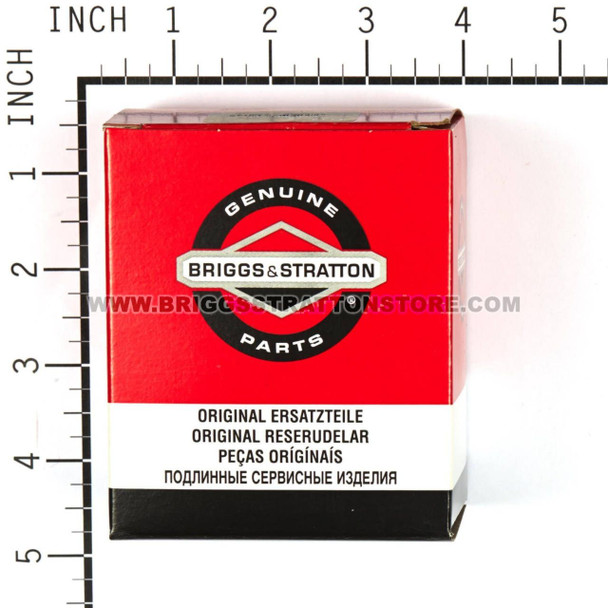 INCH 1 2 3 4 5
INCH
1
2
3
4
5
GENUINE
BRIGGS & STRATTON
®
PARTS
WWW.BRIGGSSTRATTONSTORE.COM
ORIGINAL ERSATZTEILE
ORIGINAL RESERUDELAR
PEÇAS ORÍGÍNAÍS
ПОДЛИННЫЕ СЕРВИСНЫЕ ИЗДЕЛИЯ